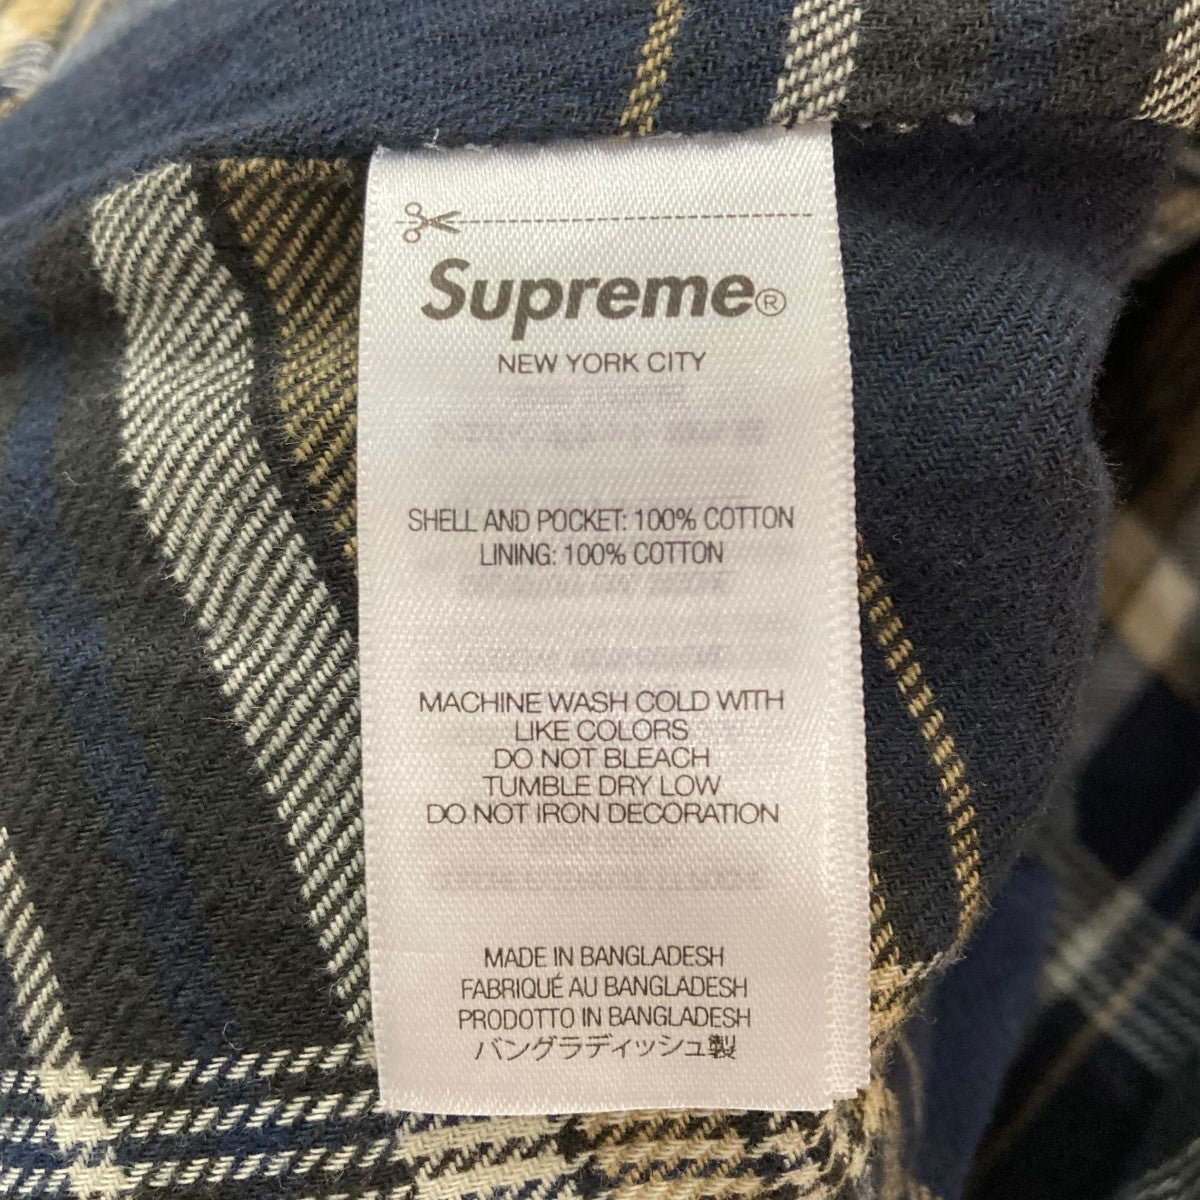 Supreme®
NEW YORK CITY
SHELL AND POCKET: 100% COTTON
LINING: 100% COTTON
MACHINE WASH COLD WITH
LIKE COLORS
DO NOT BLEACH
TUMBLE DRY LOW
DO NOT IRON DECORATION
MADE IN BANGLADESH
FABRIQUÉ AU BANGLADESH
PRODOTTO IN BANGLADESH
バングラディッシュ製